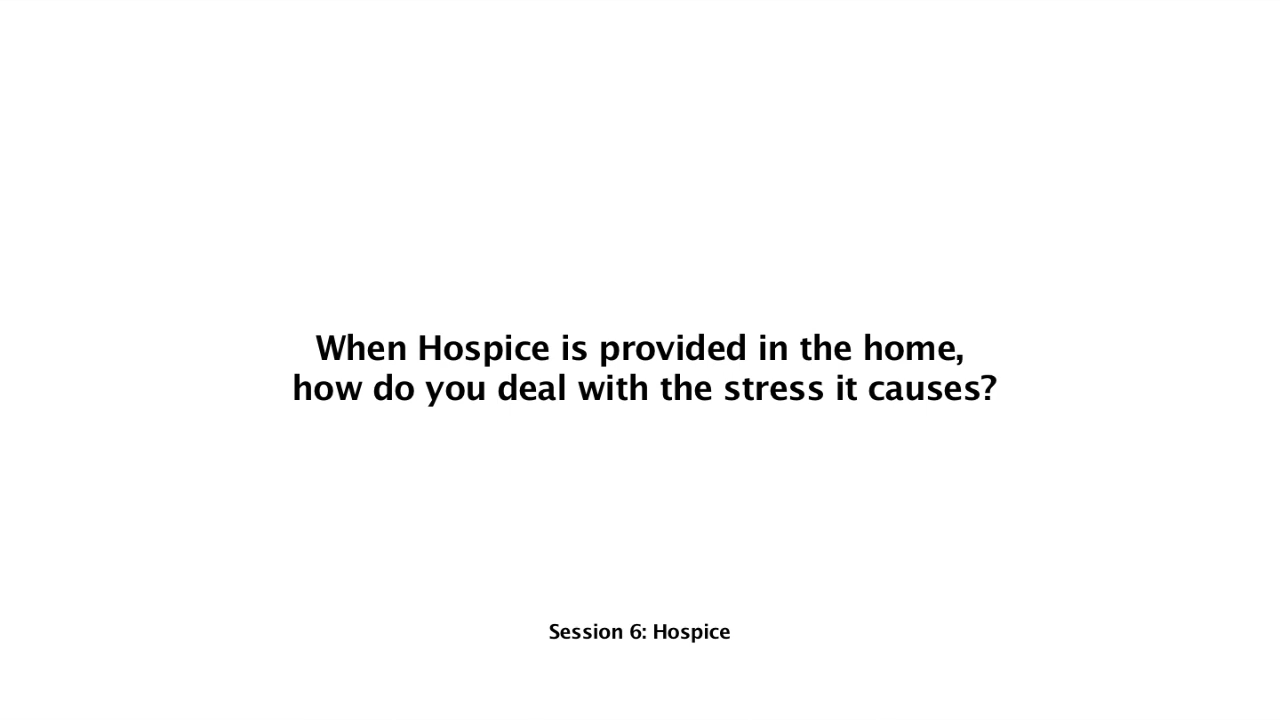 When Hospice is provided in the home,
how do you deal with the stress it causes?
Session 6: Hospice